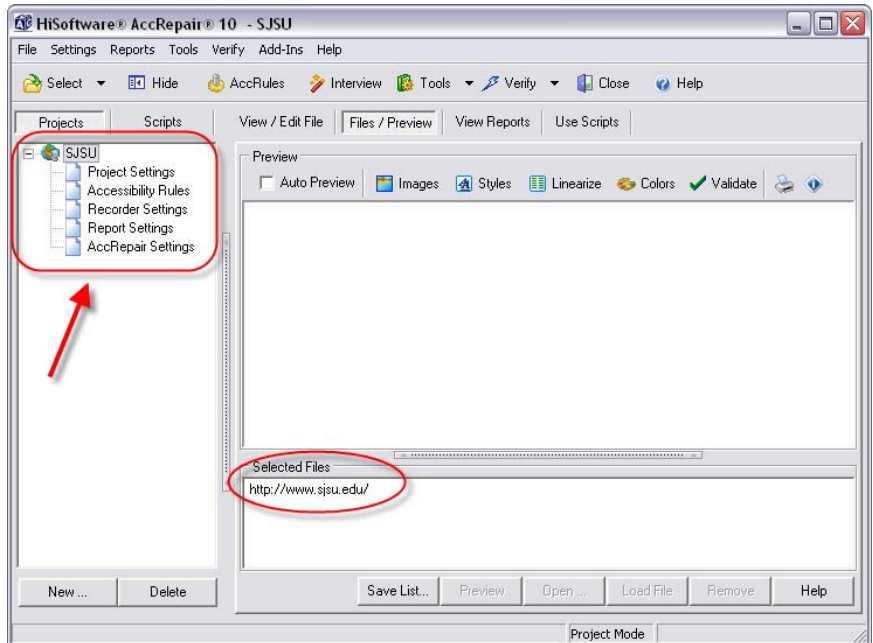 HiSoftware® AccRepair® 10 - SJSU
File Settings Reports Tools Verify Add-Ins Help
Select Hide AccRules Interview Tools Verify Close Help
Projects Scripts View / Edit File Files / Preview View Reports Use Scripts
SJSU
Project Settings
Accessibility Rules
Recorder Settings
Report Settings
AccRepair Settings
Preview
Auto Preview Images Styles Linearize Colors Validate
Selected Files
http://www.sjsu.edu/
New ... Delete
Save List... Preview Open ... Load File Remove Help
Project Mode